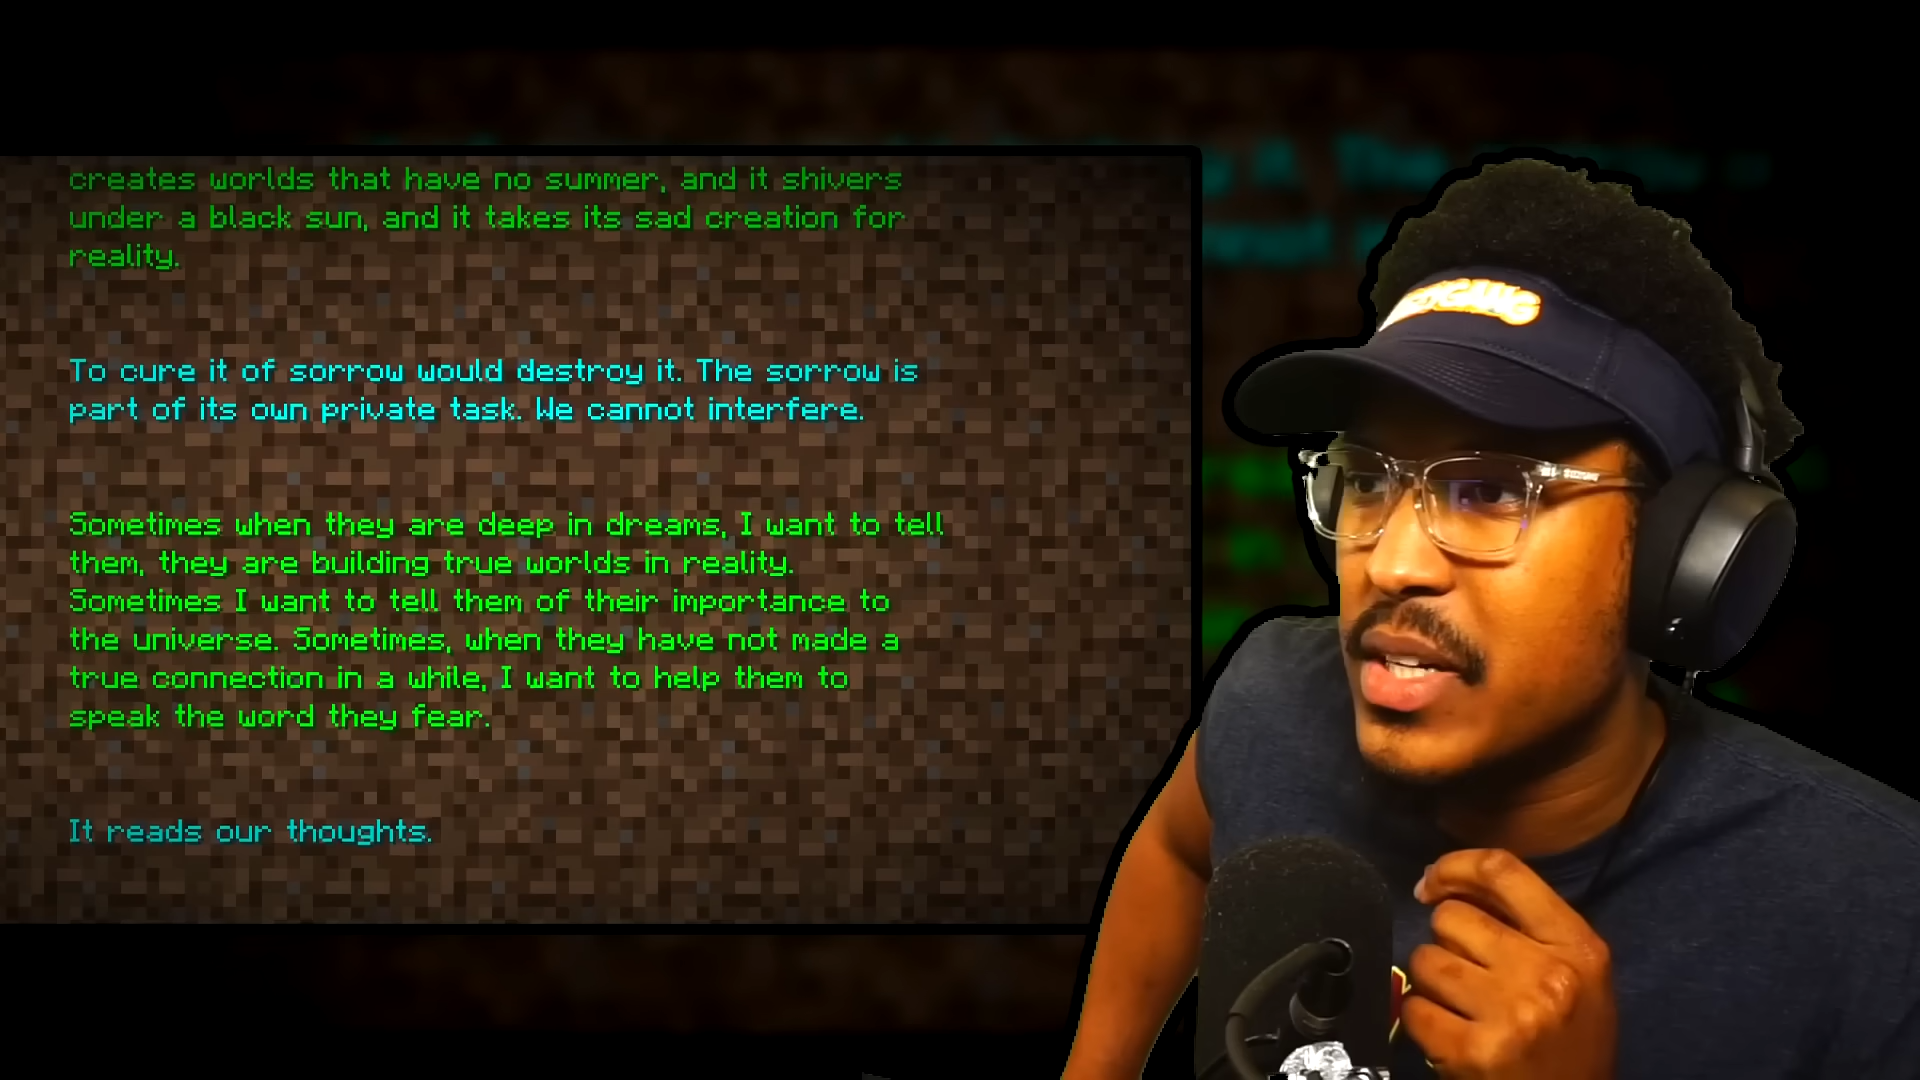 creates worlds that have no summer, and it shivers
under a black sun, and it takes its sad creation for
reality.
To cure it of sorrow would destroy it. The sorrow is
part of its own private task. We cannot interfere.
Sometimes when they are deep in dreams, I want to tell
them, they are building true worlds in reality.
Sometimes I want to tell them of their importance to
the universe. Sometimes, when they have not made a
true connection in a while, I want to help them to
speak the word they fear.
It reads our thoughts.